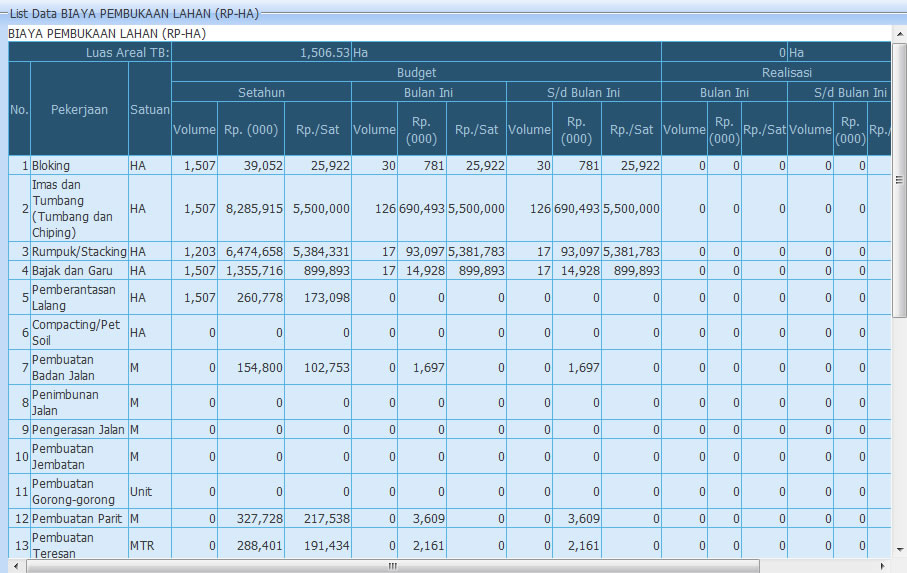 List Data BIAYA PEMBUKAAN LAHAN (RP-HA)
BIAYA PEMBUKAAN LAHAN (RP-HA)
Luas Areal TB: 1,506.53 Ha 0 Ha
No. Pekerjaan Satuan Budget Realisasi
Setahun Bulan Ini S/d Bulan Ini Bulan Ini S/d Bulan Ini
Volume Rp. (000) Rp./Sat Volume Rp. (000) Rp./Sat Volume Rp. (000) Rp./Sat Volume Rp. (000) Rp./Sat Volume Rp. (000) Rp./
1 Bloking HA 1,507 39,052 25,922 30 781 25,922 30 781 25,922 0 0 0 0 0
2 Imas dan Tumbang (Tumbang dan Chiping) HA 1,507 8,285,915 5,500,000 126 690,493 5,500,000 126 690,493 5,500,000 0 0 0 0 0
3 Rumpuk/Stacking HA 1,203 6,474,658 5,384,331 17 93,097 5,381,783 17 93,097 5,381,783 0 0 0 0 0
4 Bajak dan Garu HA 1,507 1,355,716 899,893 17 14,928 899,893 17 14,928 899,893 0 0 0 0 0
5 Pemberantasan Lalang HA 1,507 260,778 173,098 0 0 0 0 0 0 0 0 0 0 0
6 Compacting/Pet Soil HA 0 0 0 0 0 0 0 0 0 0 0 0 0 0
7 Pembuatan Badan Jalan M 0 154,800 102,753 0 1,697 0 0 1,697 0 0 0 0 0 0
8 Penimbunan Jalan M 0 0 0 0 0 0 0 0 0 0 0 0 0 0
9 Pengerasan Jalan M 0 0 0 0 0 0 0 0 0 0 0 0 0 0
10 Pembuatan Jembatan M 0 0 0 0 0 0 0 0 0 0 0 0 0 0
11 Pembuatan Gorong-gorong Unit 0 0 0 0 0 0 0 0 0 0 0 0 0 0
12 Pembuatan Parit M 0 327,728 217,538 0 3,609 0 0 3,609 0 0 0 0 0 0
13 Pembuatan Teresan MTR 0 288,401 191,434 0 2,161 0 0 2,161 0 0 0 0 0 0